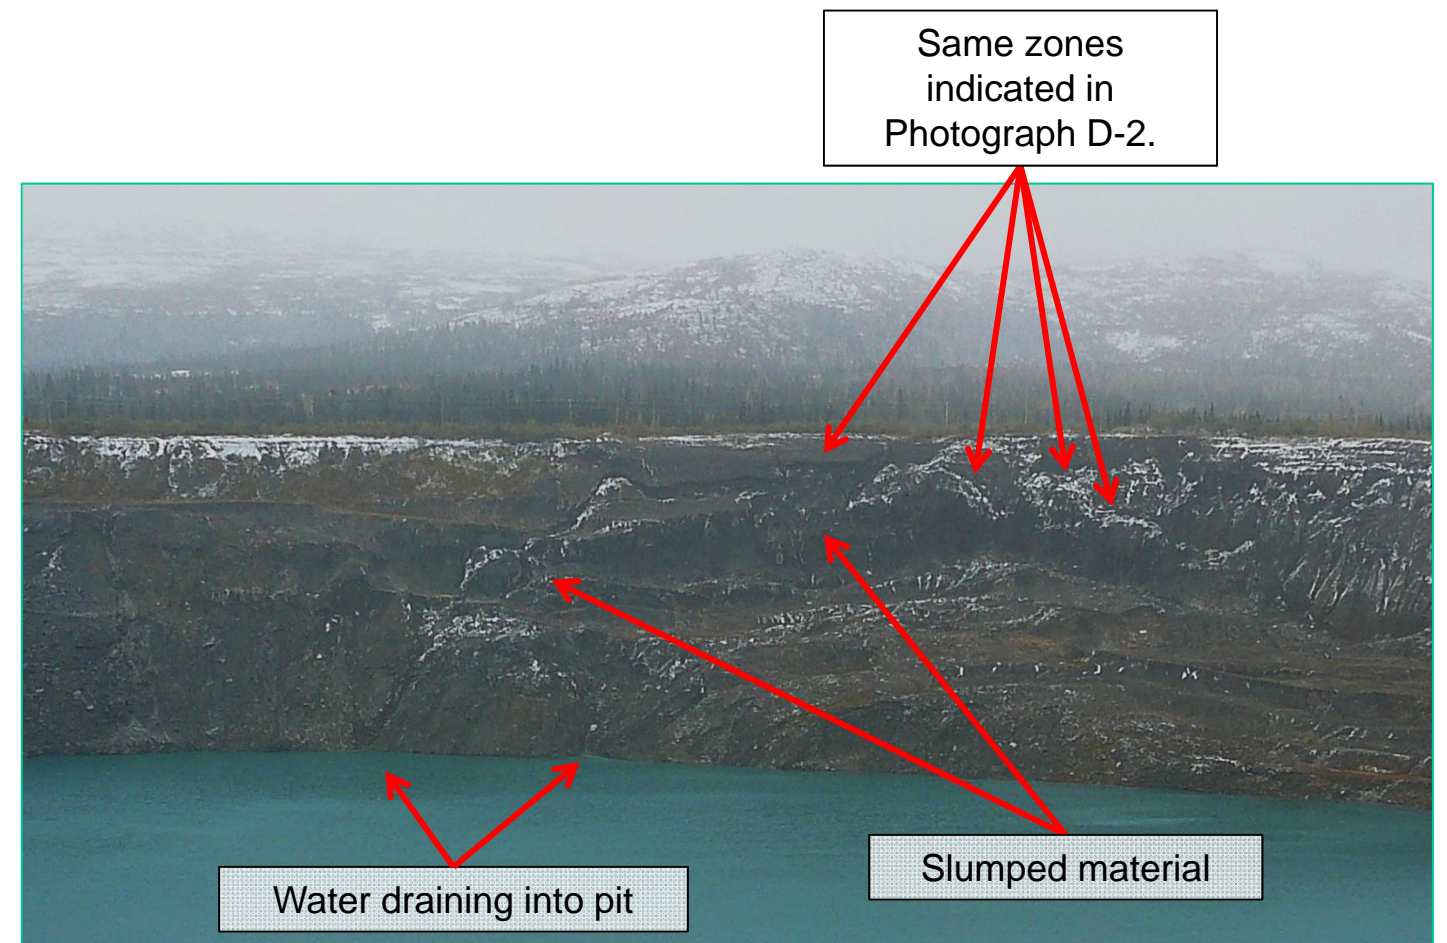 Same zones
indicated in
Photograph D-2.
Slumped material
Water draining into pit